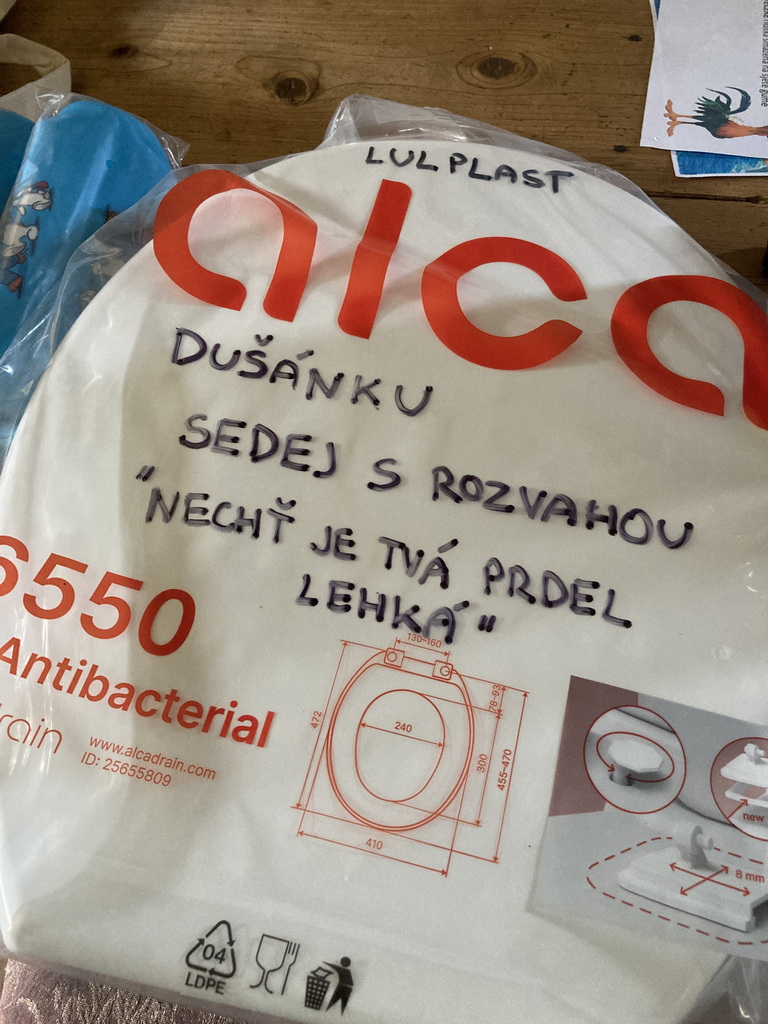 LULPLAST
alca
DUŠÁNKU
SEDEJ S ROZVAHOU
"NECHŤ JE TVÁ PRDEL
LEHKÁ"
6550
Antibacterial
www.alcadrain.com
ID: 25655809
130-160
78-93
472
240
300
455-470
410
new
8 mm
04
LDPE